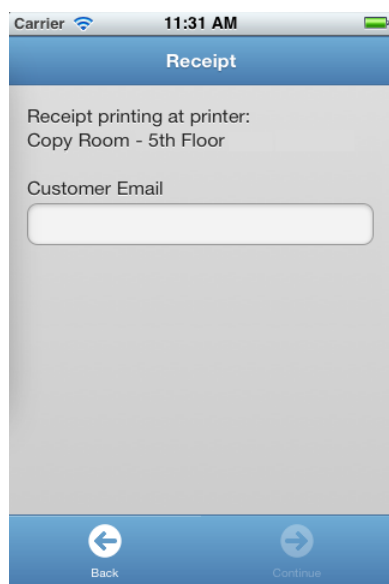 Carrier 11:31 AM
Receipt
Receipt printing at printer:
Copy Room - 5th Floor
Customer Email
Back Continue